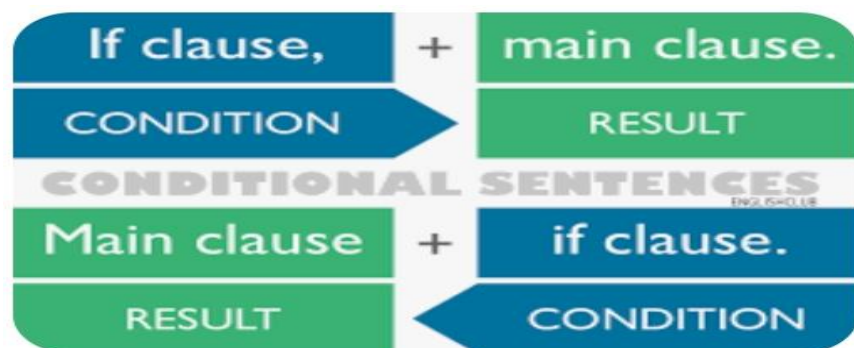 If clause, + main clause.
CONDITION RESULT
CONDITIONAL SENTENCES
ENGLISHCLUB
Main clause + if clause.
RESULT CONDITION